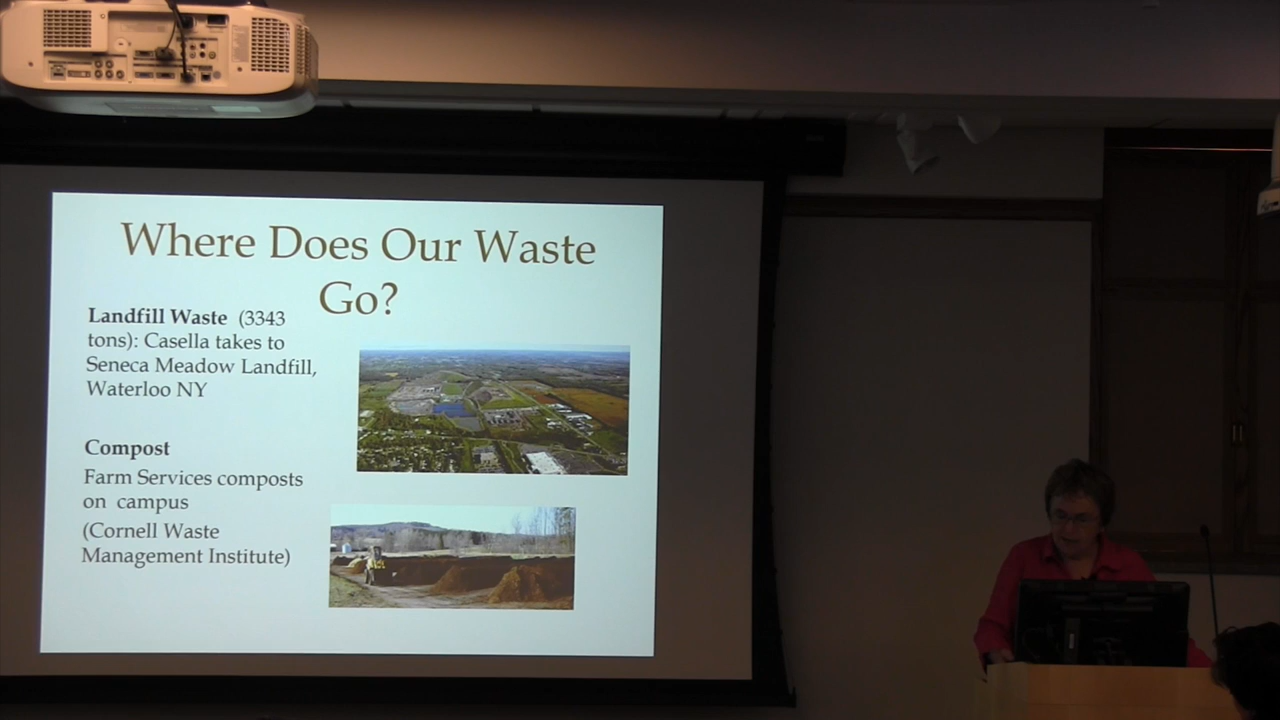 Where Does Our Waste
Go?
Landfill Waste (3343
tons): Casella takes to
Seneca Meadow Landfill,
Waterloo NY
Compost
Farm Services composts
on campus
(Cornell Waste
Management Institute)